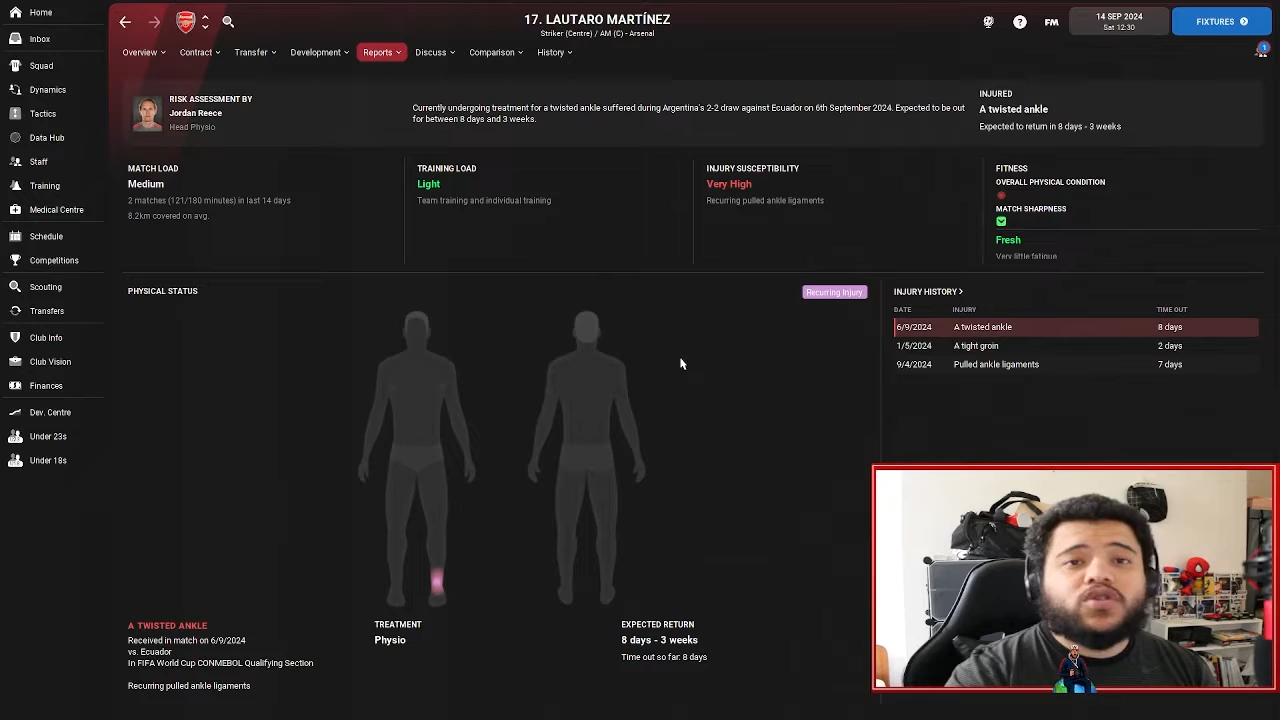 Home
Inbox
Squad
Dynamics
Tactics
Data Hub
Staff
Training
Medical Centre
Schedule
Competitions
Scouting
Transfers
Club Info
Club Vision
Finances
Dev. Centre
Under 23s
Under 18s
17. LAUTARO MARTÍNEZ
Striker (Centre) / AM (C) - Arsenal
?
FM
14 SEP 2024
Sat 12:30
FIXTURES
1
Overview
Contract
Transfer
Development
Reports
Discuss
Comparison
History
RISK ASSESSMENT BY
Jordan Reece
Head Physio
Currently undergoing treatment for a twisted ankle suffered during Argentina's 2-2 draw against Ecuador on 6th September 2024. Expected to be out
for between 8 days and 3 weeks.
INJURED
A twisted ankle
Expected to return in 8 days - 3 weeks
MATCH LOAD
Medium
2 matches (121/180 minutes) in last 14 days
8.2km covered on avg.
TRAINING LOAD
Light
Team training and individual training
INJURY SUSCEPTIBILITY
Very High
Recurring pulled ankle ligaments
FITNESS
OVERALL PHYSICAL CONDITION
MATCH SHARPNESS
Fresh
Very little fatigue
PHYSICAL STATUS
Recurring Injury
INJURY HISTORY >
DATE INJURY TIME OUT
6/9/2024 A twisted ankle 8 days
1/5/2024 A tight groin 2 days
9/4/2024 Pulled ankle ligaments 7 days
A TWISTED ANKLE
Received in match on 6/9/2024
vs. Ecuador
In FIFA World Cup CONMEBOL Qualifying Section
Recurring pulled ankle ligaments
TREATMENT
Physio
EXPECTED RETURN
8 days - 3 weeks
Time out so far: 8 days